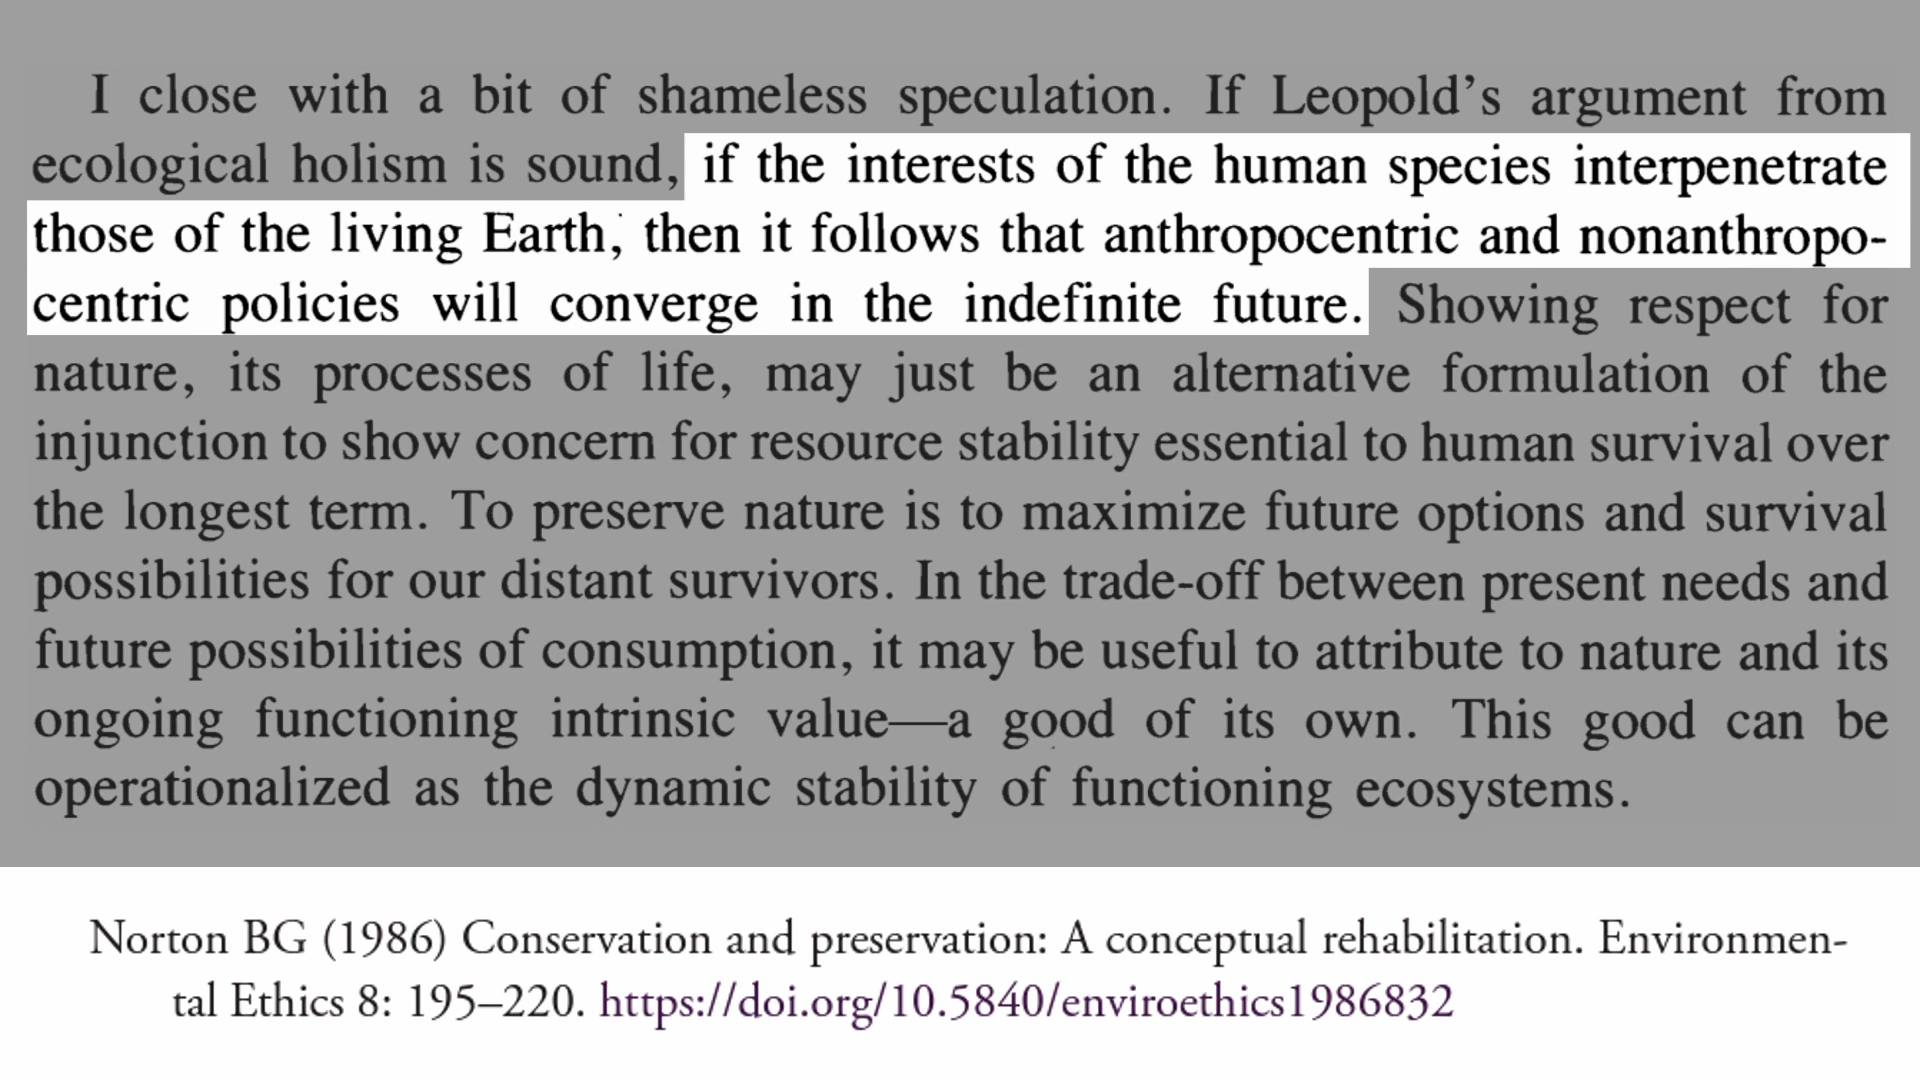 I close with a bit of shameless speculation. If Leopold's argument from
ecological holism is sound, if the interests of the human species interpenetrate
those of the living Earth, then it follows that anthropocentric and nonanthropo-
centric policies will converge in the indefinite future. Showing respect for
nature, its processes of life, may just be an alternative formulation of the
injunction to show concern for resource stability essential to human survival over
the longest term. To preserve nature is to maximize future options and survival
possibilities for our distant survivors. In the trade-off between present needs and
future possibilities of consumption, it may be useful to attribute to nature and its
ongoing functioning intrinsic value—a good of its own. This good can be
operationalized as the dynamic stability of functioning ecosystems.
Norton BG (1986) Conservation and preservation: A conceptual rehabilitation. Environmen-
tal Ethics 8: 195–220. https://doi.org/10.5840/enviroethics1986832